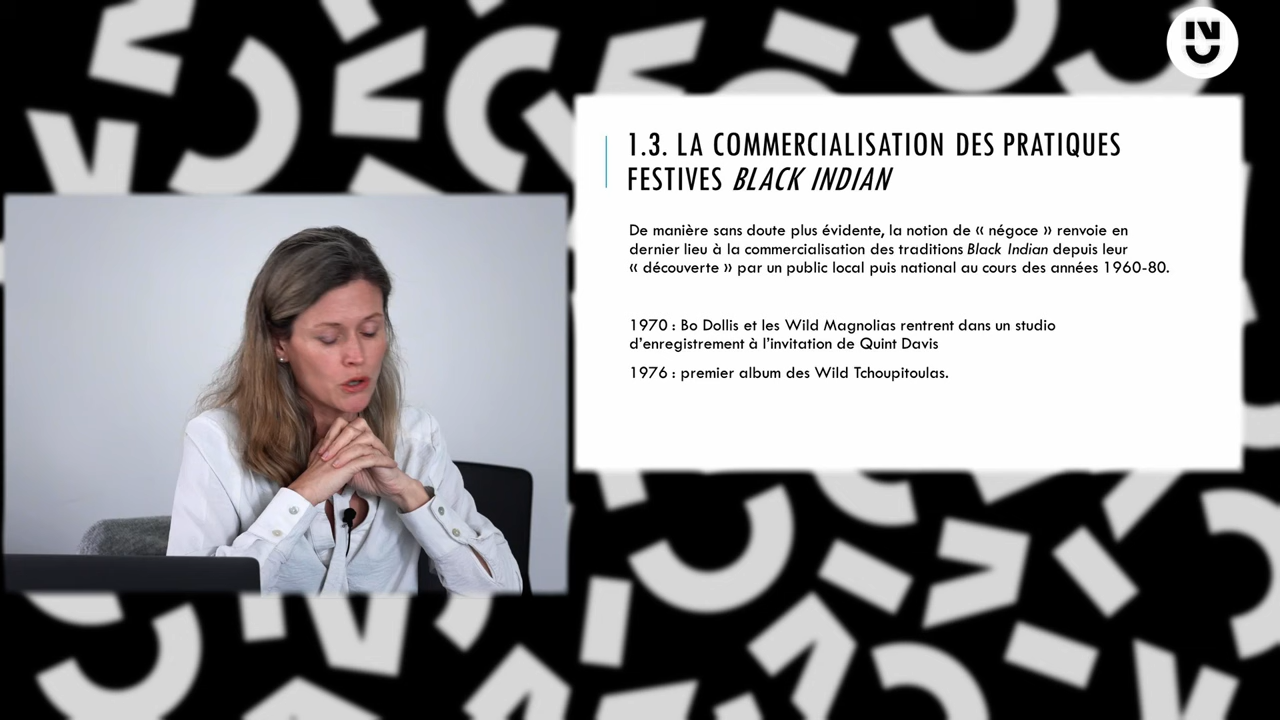 INU
1.3. LA COMMERCIALISATION DES PRATIQUES
FESTIVES BLACK INDIAN
De manière sans doute plus évidente, la notion de « négoce » renvoie en
dernier lieu à la commercialisation des traditions Black Indian depuis leur
« découverte » par un public local puis national au cours des années 1960-80.
1970 : Bo Dollis et les Wild Magnolias rentrent dans un studio
d’enregistrement à l’invitation de Quint Davis
1976 : premier album des Wild Tchoupitoulas.